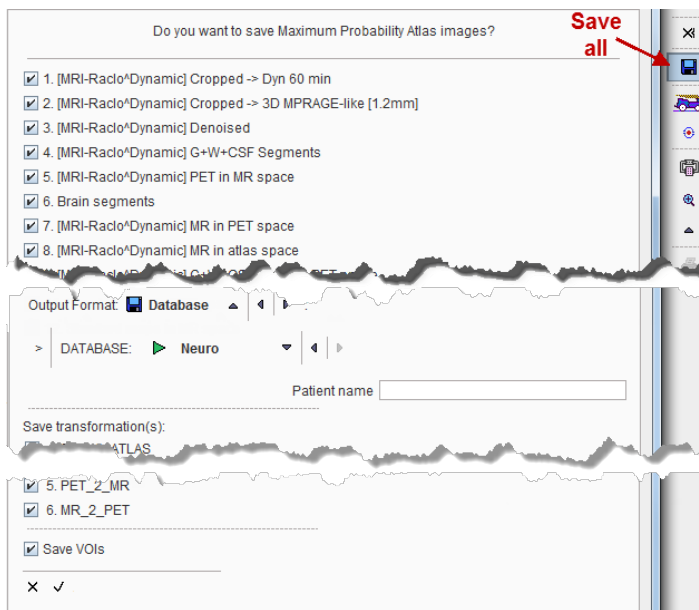 Do you want to save Maximum Probability Atlas images?
Save
all
1. [MRI-Raclo^Dynamic] Cropped -> Dyn 60 min
2. [MRI-Raclo^Dynamic] Cropped -> 3D MPRAGE-like [1.2mm]
3. [MRI-Raclo^Dynamic] Denoised
4. [MRI-Raclo^Dynamic] G+W+CSF Segments
5. [MRI-Raclo^Dynamic] PET in MR space
6. Brain segments
7. [MRI-Raclo^Dynamic] MR in PET space
8. [MRI-Raclo^Dynamic] MR in atlas space
Output Format: Database
> DATABASE: Neuro
Patient name
Save transformation(s):
ATLAS
5. PET_2_MR
6. MR_2_PET
Save VOIs